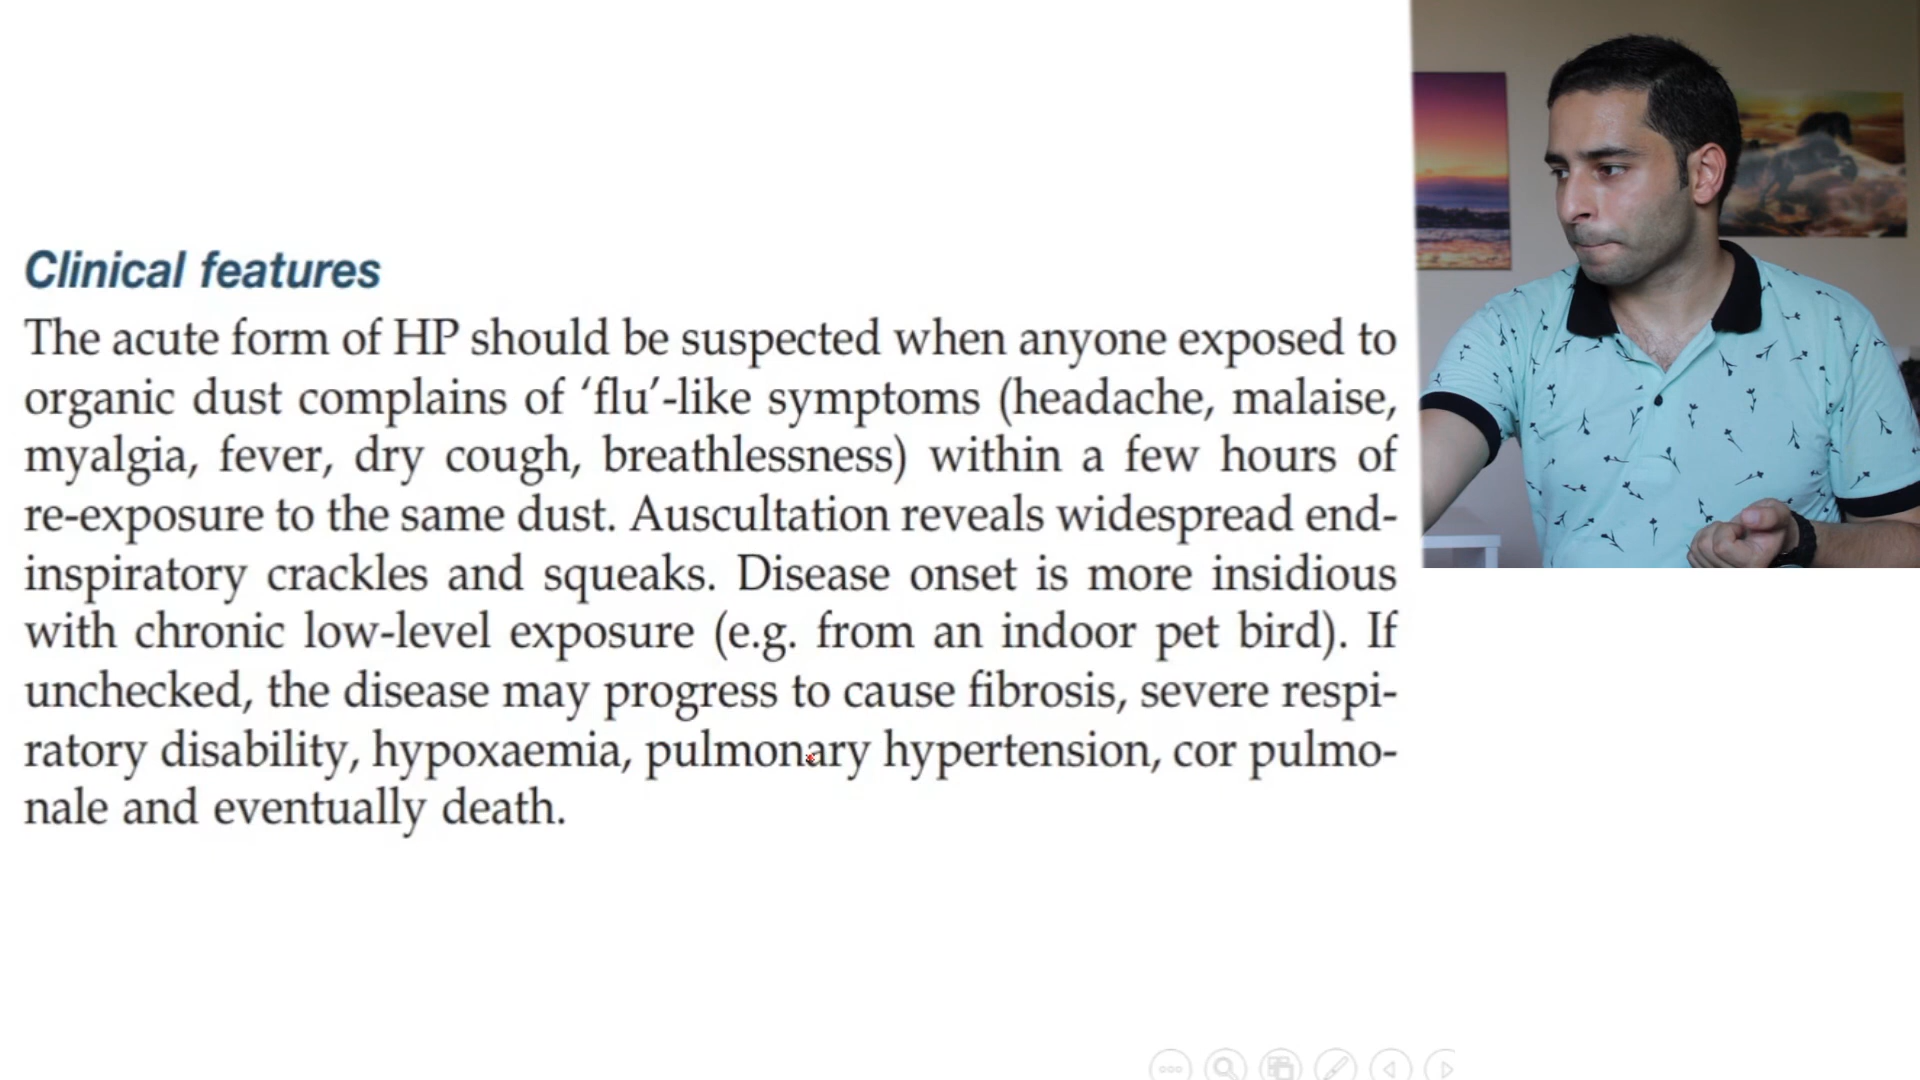 Clinical features
The acute form of HP should be suspected when anyone exposed to
organic dust complains of ‘flu’-like symptoms (headache, malaise,
myalgia, fever, dry cough, breathlessness) within a few hours of
re-exposure to the same dust. Auscultation reveals widespread end-
inspiratory crackles and squeaks. Disease onset is more insidious
with chronic low-level exposure (e.g. from an indoor pet bird). If
unchecked, the disease may progress to cause fibrosis, severe respi-
ratory disability, hypoxaemia, pulmonary hypertension, cor pulmo-
nale and eventually death.